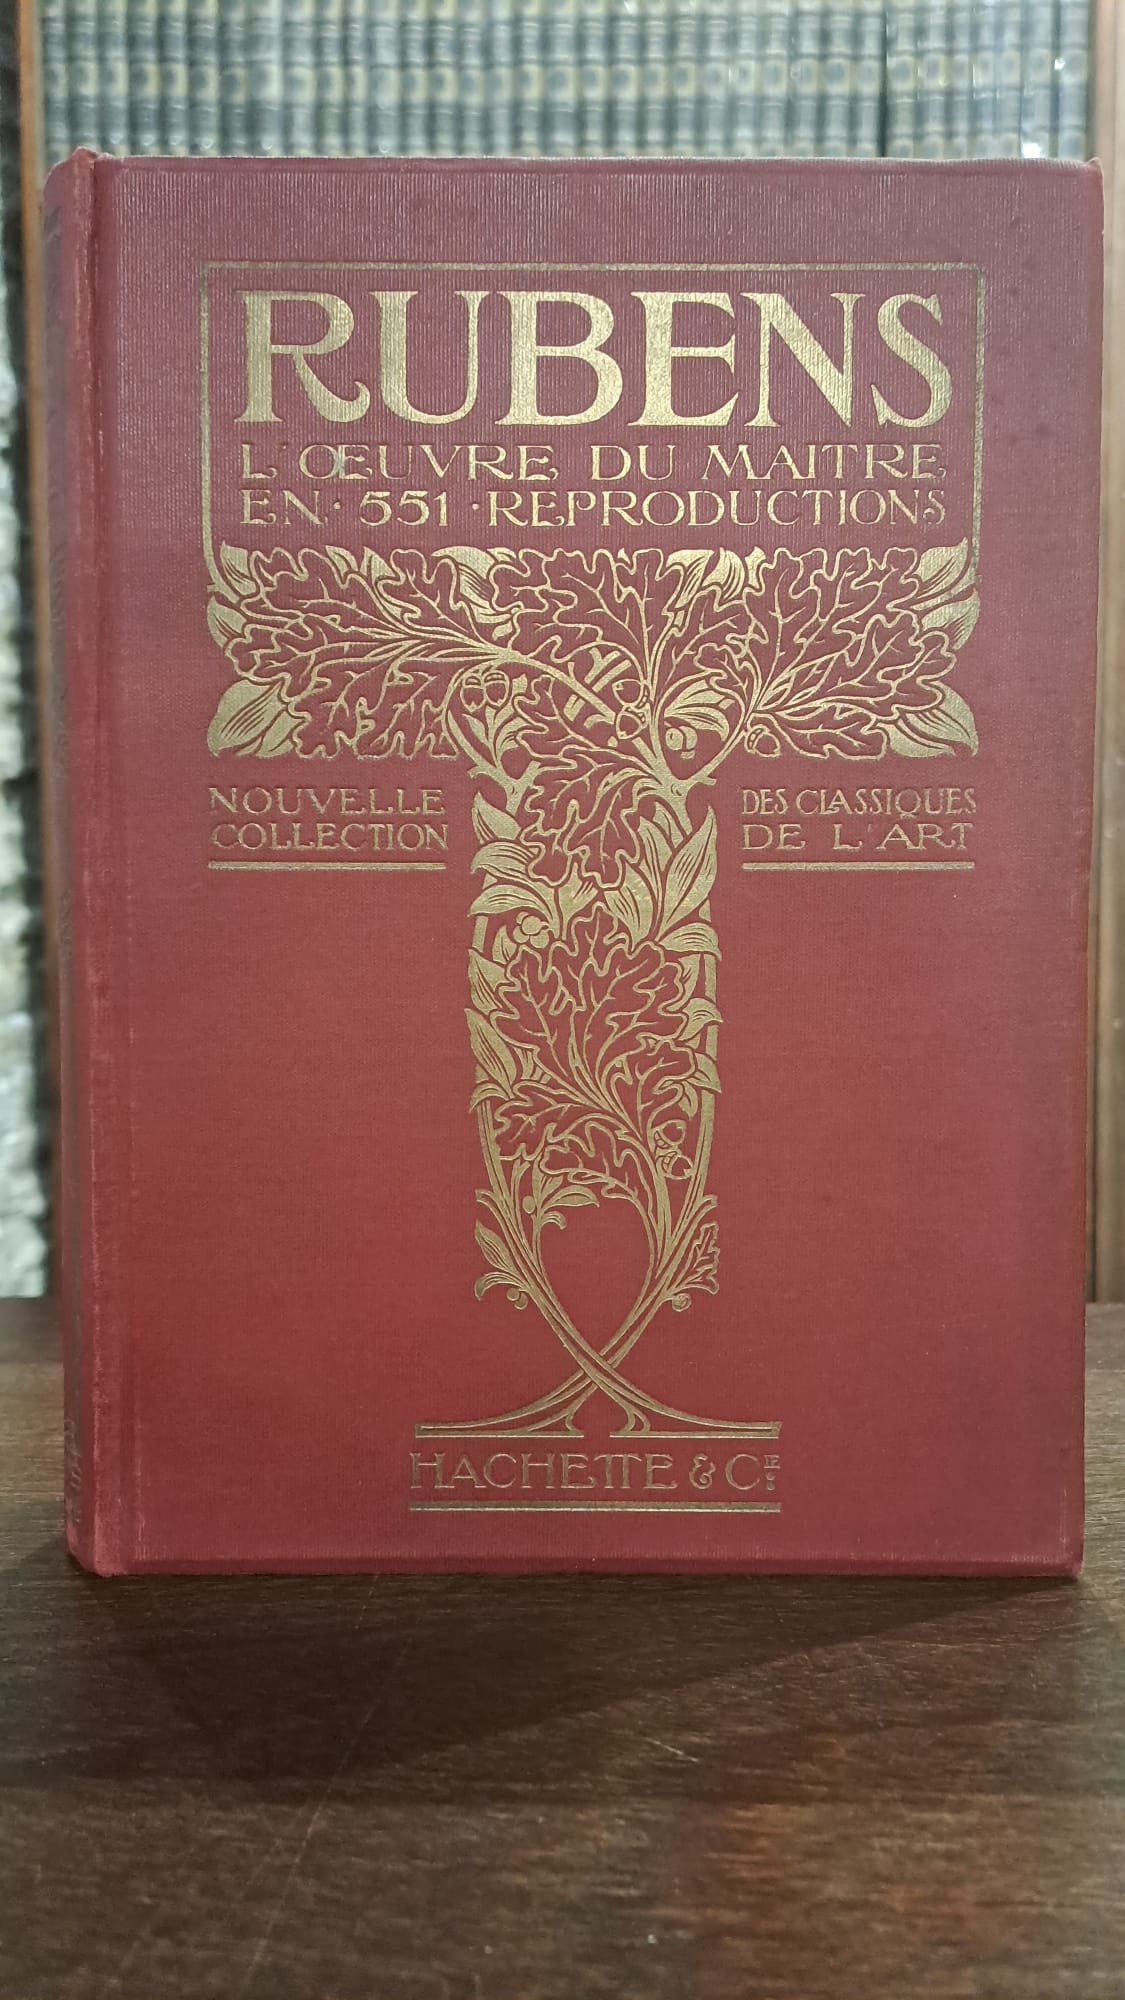 RUBENS
L'ŒUVRE DU MAITRE
EN · 551 · REPRODUCTIONS
NOUVELLE
COLLECTION
DES CLASSIQUES
DE L'ART
HACHETTE & CIE